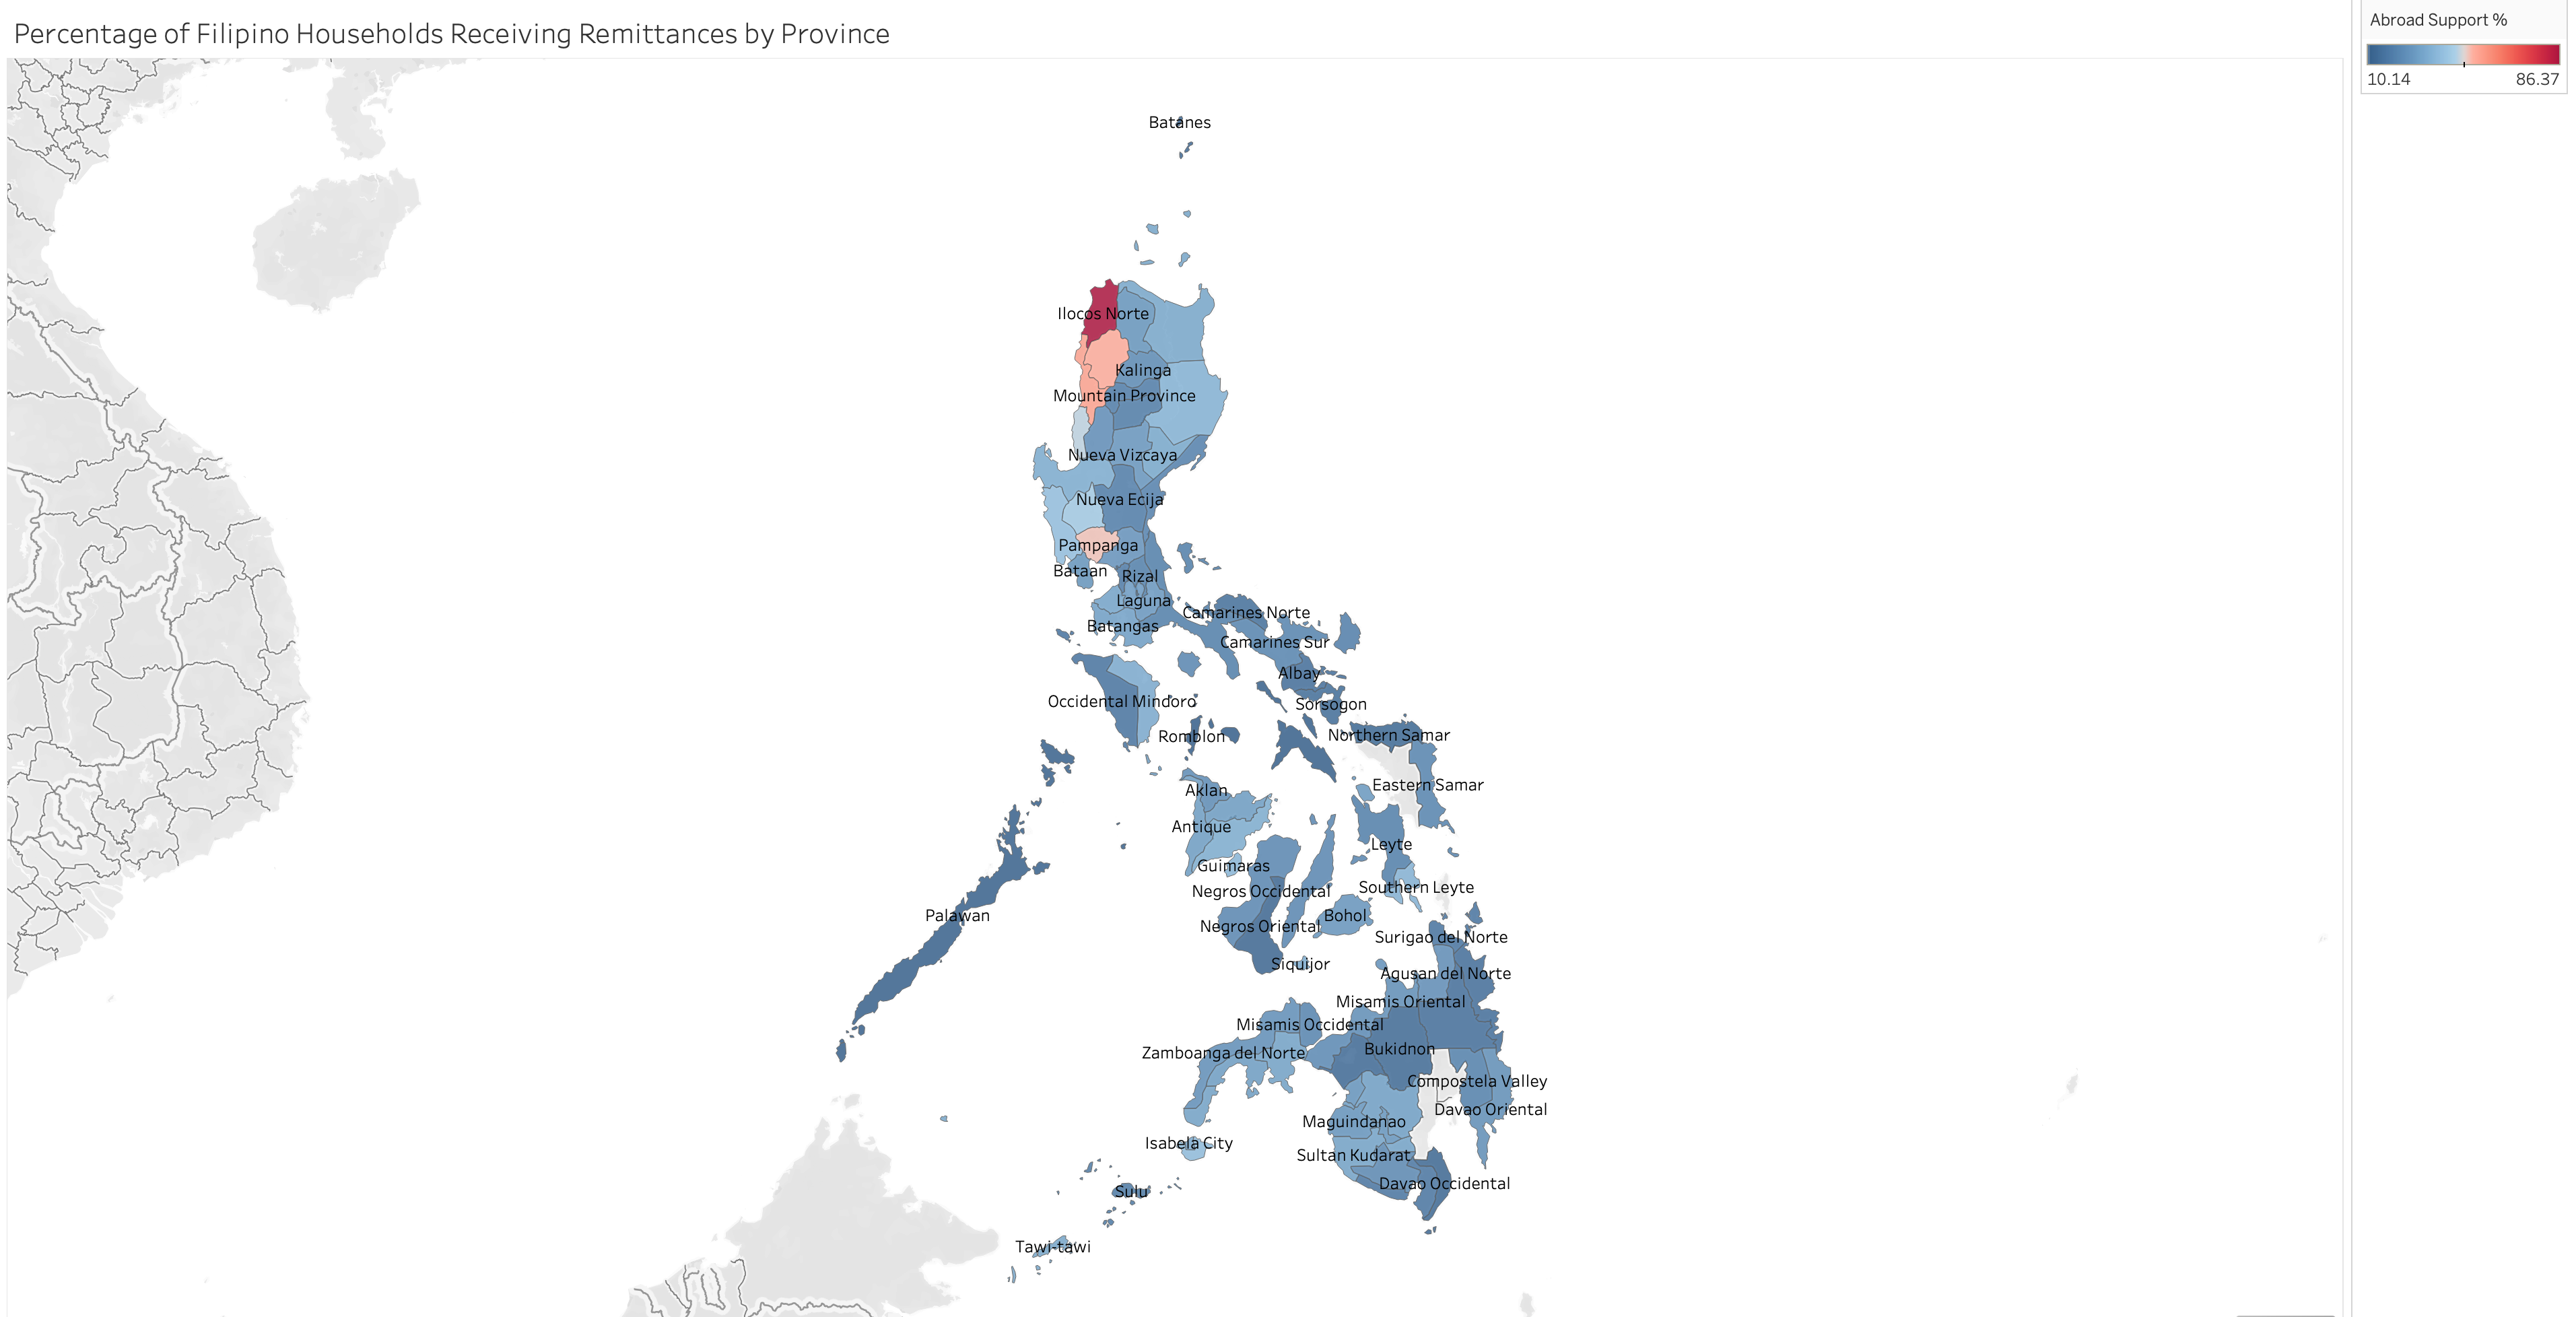 Percentage of Filipino Households Receiving Remittances by Province
Abroad Support %
10.14 86.37
Batanes
Ilocos Norte
Kalinga
Mountain Province
Nueva Vizcaya
Nueva Ecija
Pampanga
Bataan
Rizal
Laguna
Camarines Norte
Batangas
Camarines Sur
Albay
Occidental Mindoro
Sorsogon
Northern Samar
Romblon
Eastern Samar
Aklan
Antique
Leyte
Guimaras
Southern Leyte
Negros Occidental
Palawan
Bohol
Negros Oriental
Surigao del Norte
Siquijor
Agusan del Norte
Misamis Oriental
Misamis Occidental
Bukidnon
Zamboanga del Norte
Compostela Valley
Davao Oriental
Maguindanao
Isabela City
Sultan Kudarat
Davao Occidental
Sulu
Tawi-tawi